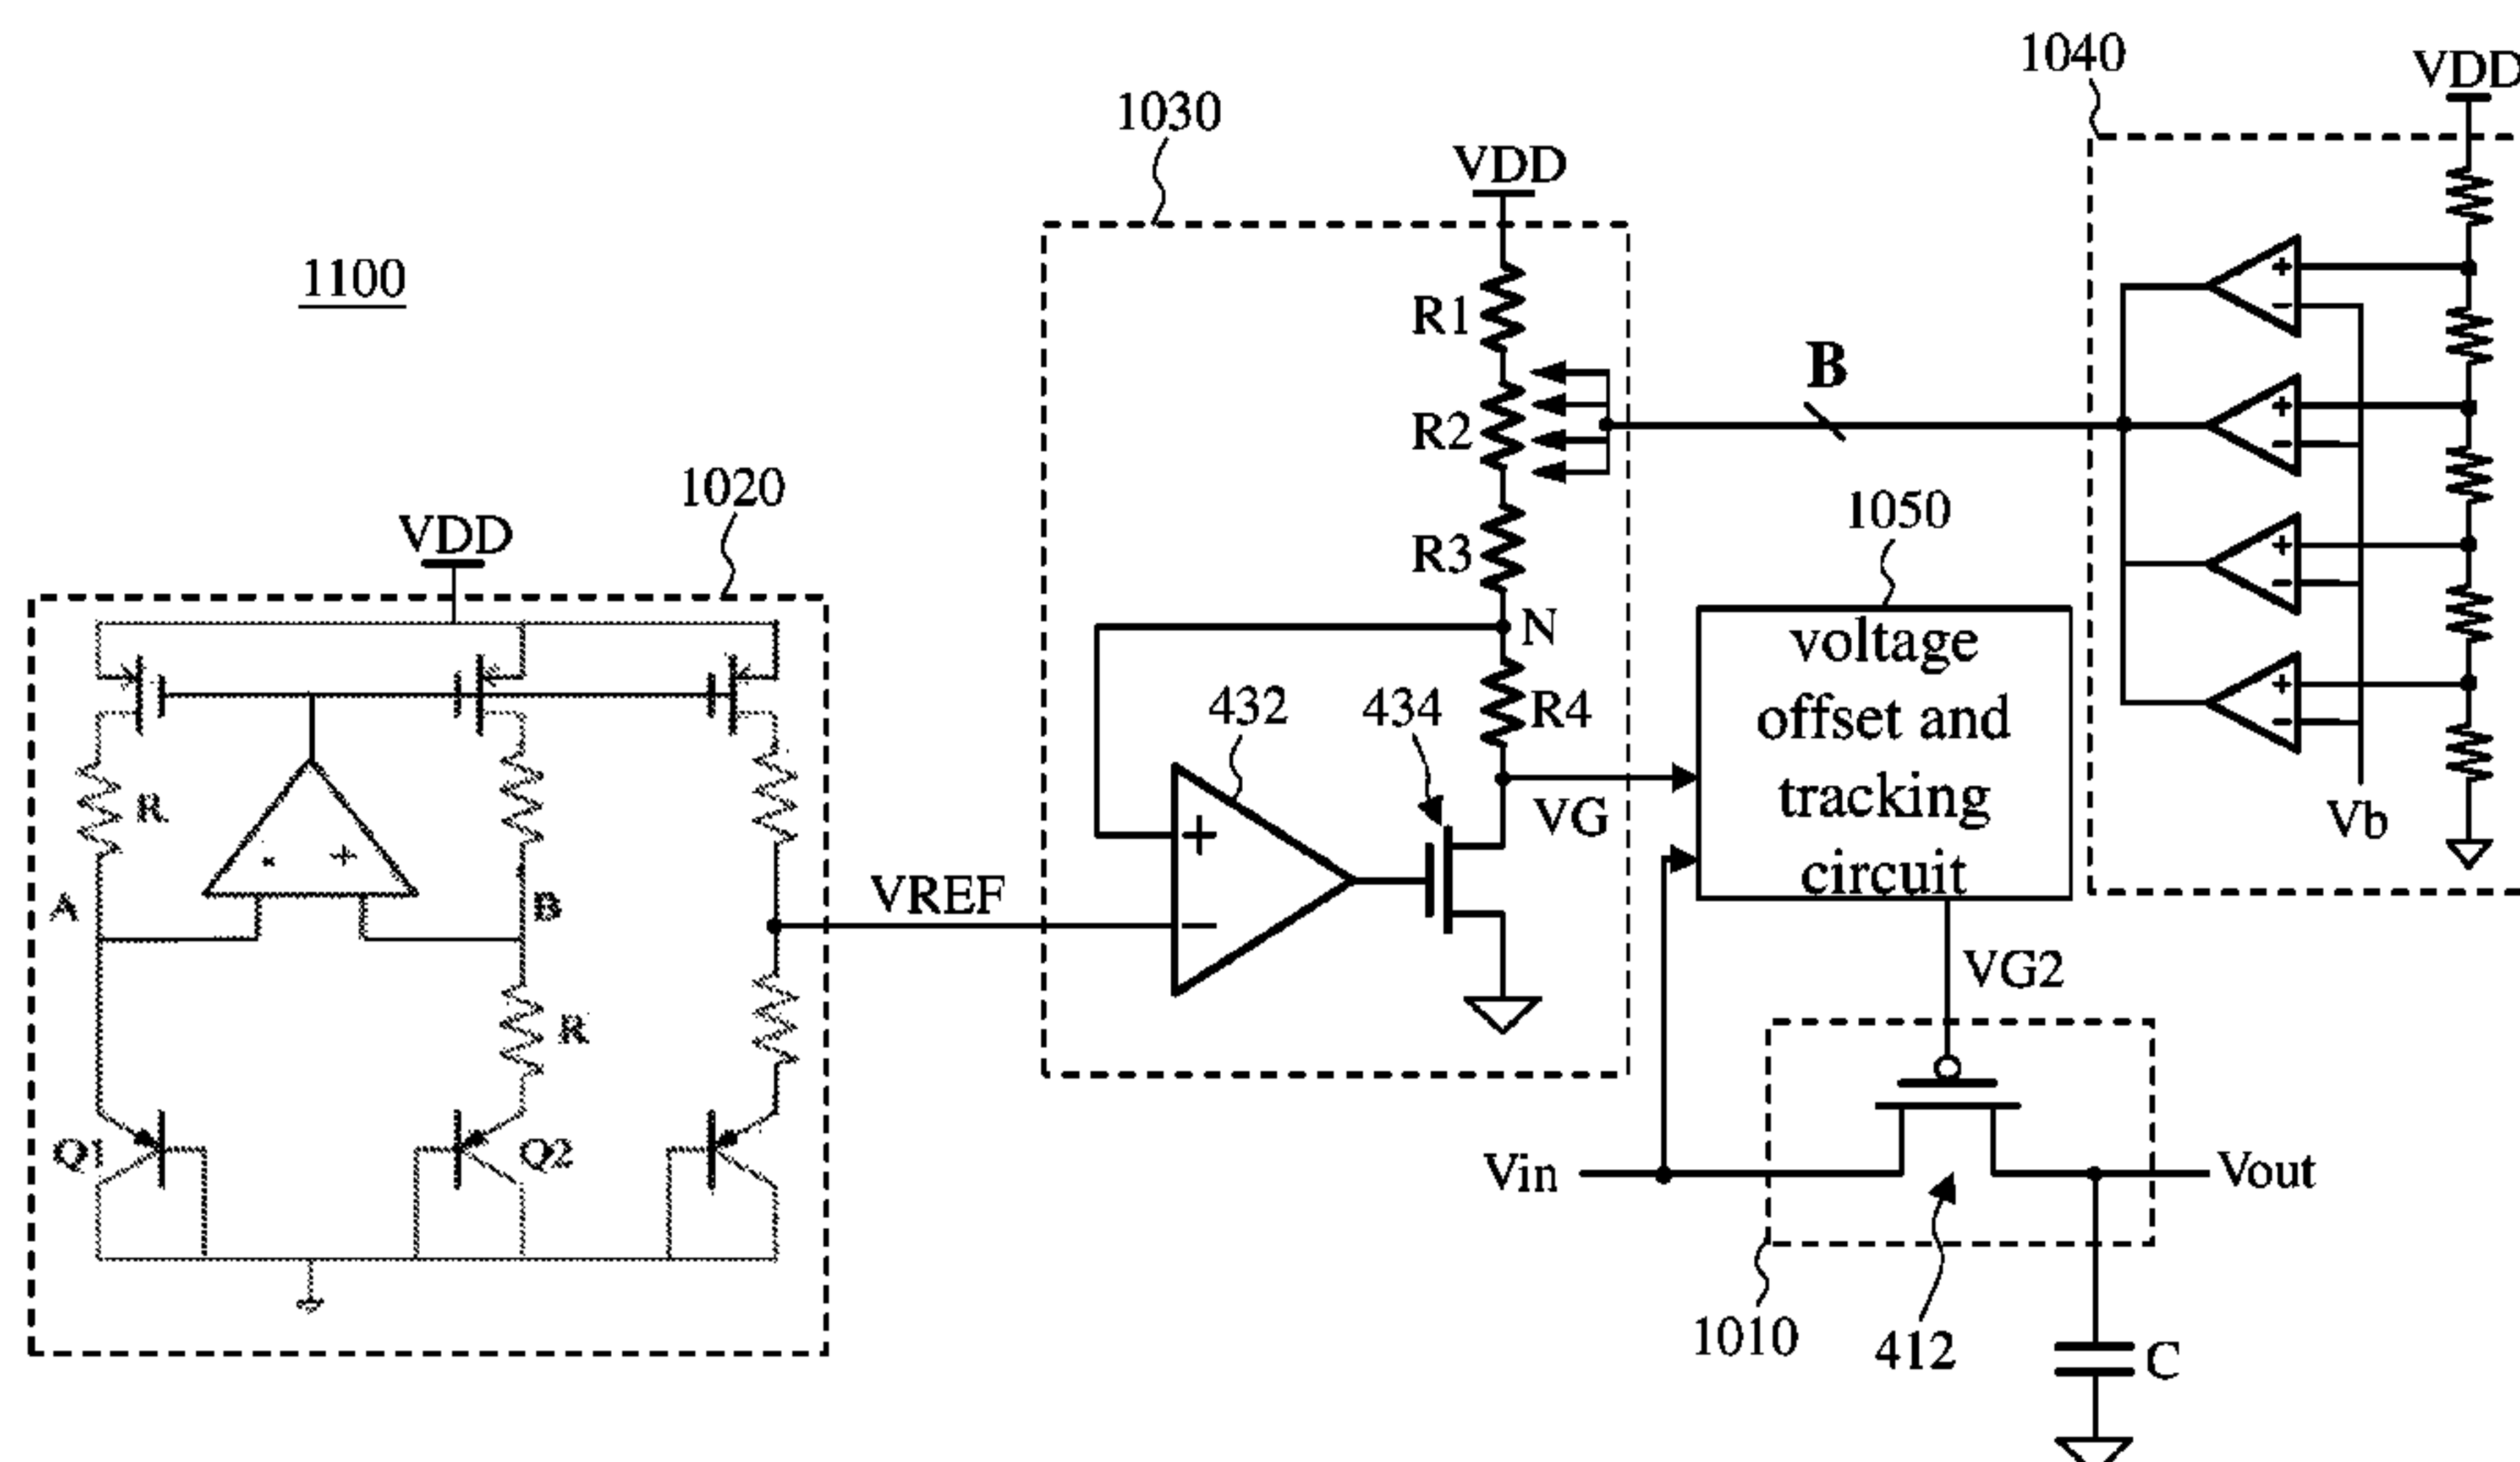 1040
VDD
1030
VDD
1100
R1
B
R2
1020
1050
VDD
R3
N
voltage
offset and
tracking
circuit
432
434
R4
R
- +
A
B
VREF
+
−
VG
Vb
VG2
R
Q1
Q2
Vin
Vout
1010
412
C
+
−
+
−
+
−
+
−